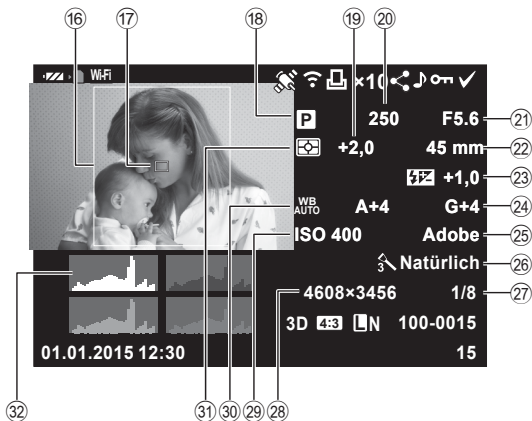 ⑱ ⑲ ⑳
⑯ ⑰
Wi-Fi ×10
P 250 F5.6 ㉑
+2,0 45 mm ㉒
+1,0 ㉓
WB AUTO A+4 G+4 ㉔
ISO 400 Adobe ㉕
3 Natürlich ㉖
4608×3456 1/8 ㉗
3D 4:3 LN 100-0015
01.01.2015 12:30 15
㉜ ㉛ ㉚ ㉙ ㉘